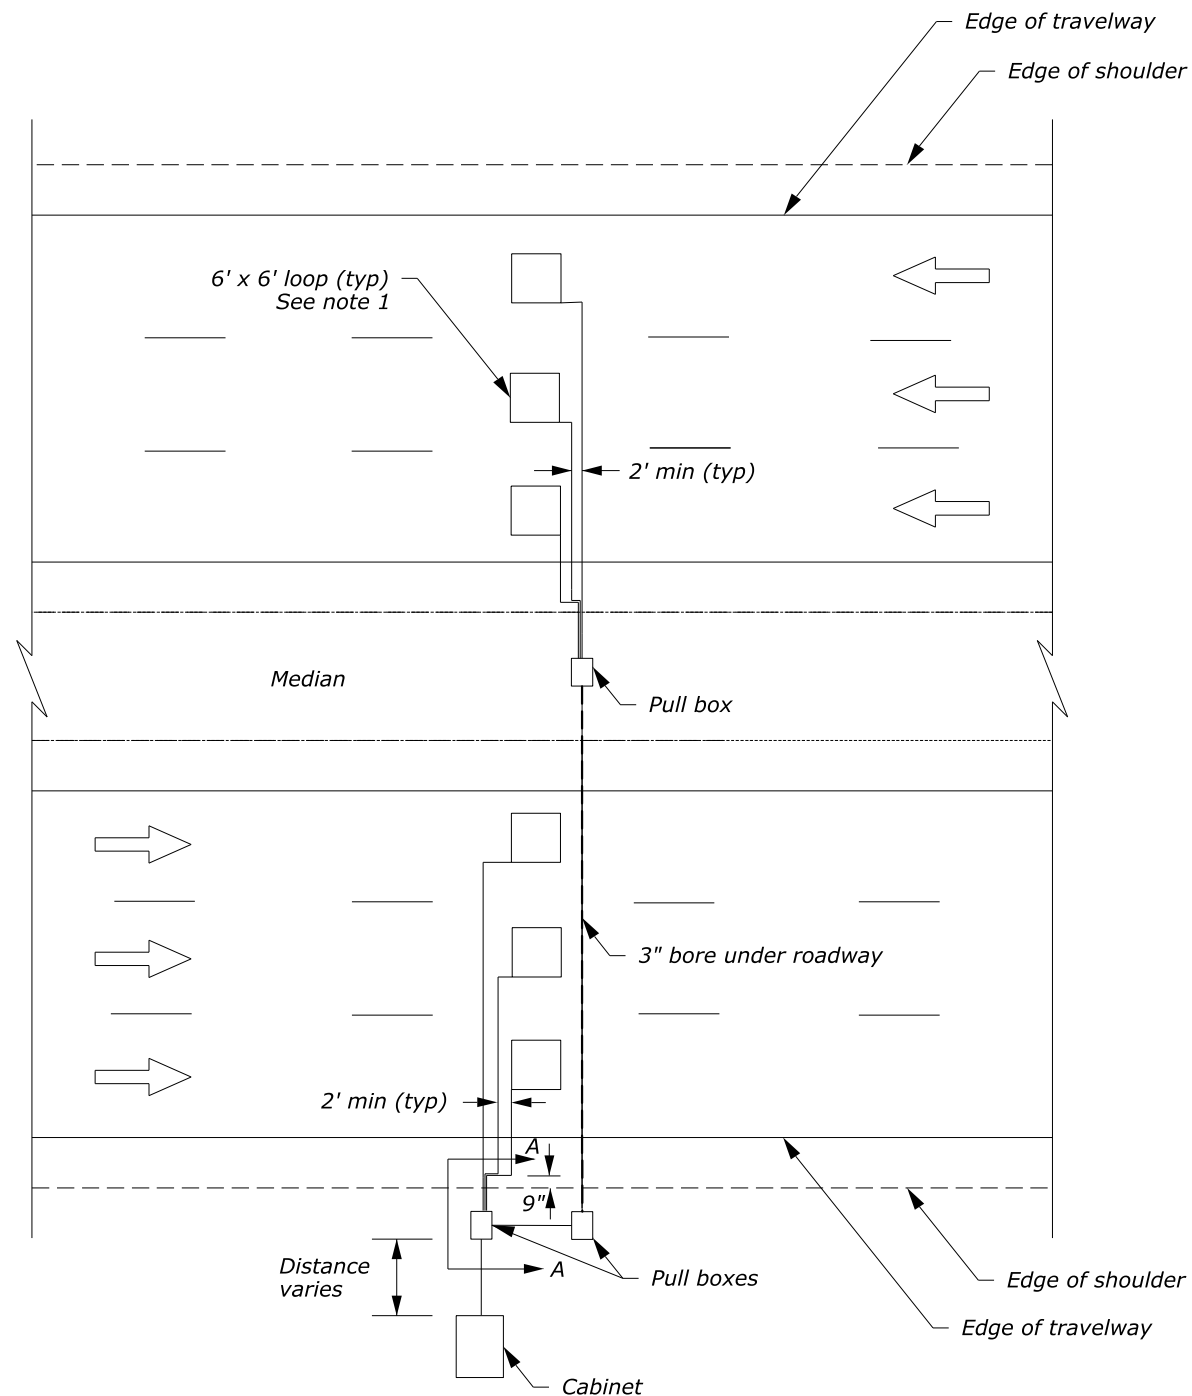 Edge of travelway
Edge of shoulder
6' x 6' loop (typ)
See note 1
2' min (typ)
Median
Pull box
3" bore under roadway
2' min (typ)
A
9"
Distance
varies
A
Pull boxes
Edge of shoulder
Edge of travelway
Cabinet